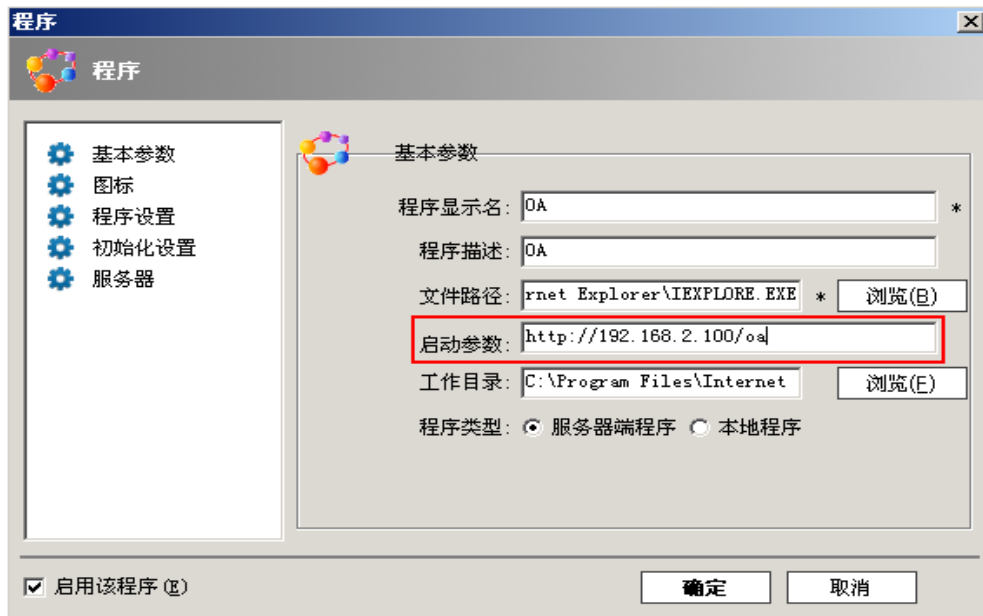 程序
程序
基本参数
图标
程序设置
初始化设置
服务器
基本参数
程序显示名: OA *
程序描述: OA
文件路径: rnet Explorer\IEXPLORE.EXE * 浏览(B)
启动参数: http://192.168.2.100/oa
工作目录: C:\Program Files\Internet 浏览(F)
程序类型: 服务器端程序 本地程序
启用该程序(E) 确定 取消